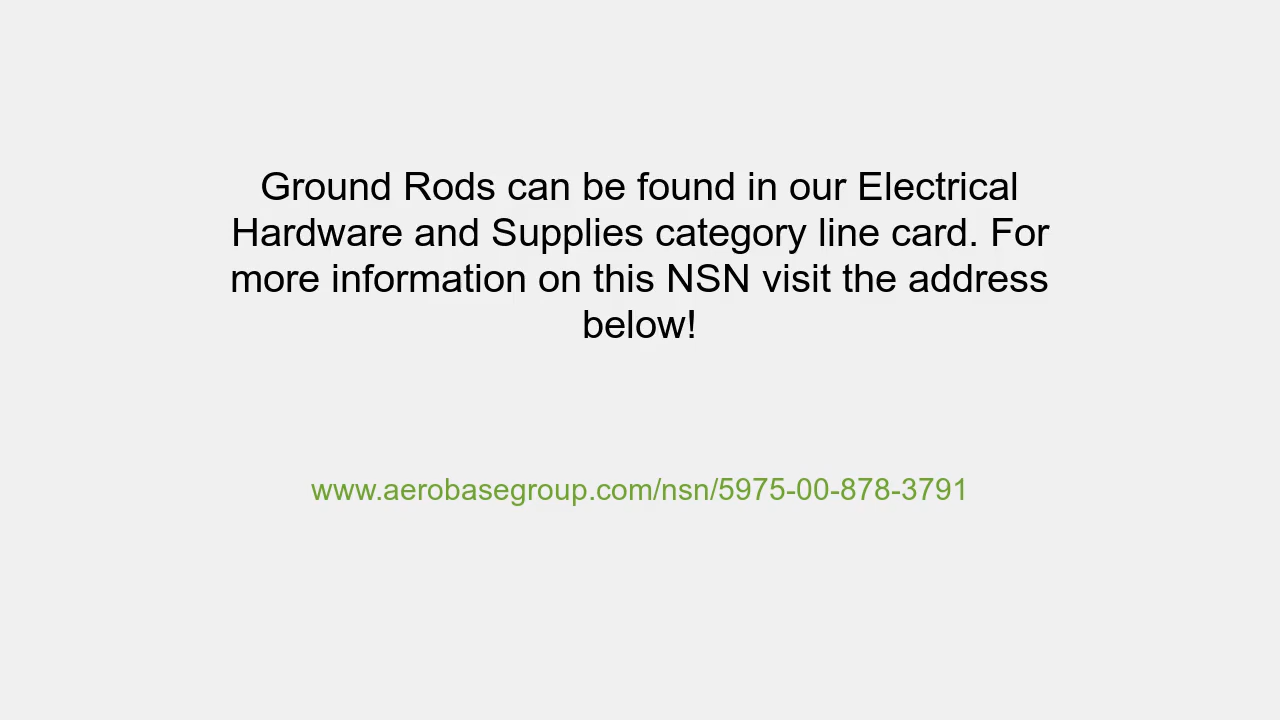 Ground Rods can be found in our Electrical
Hardware and Supplies category line card. For
more information on this NSN visit the address
below!
www.aerobasegroup.com/nsn/5975-00-878-3791